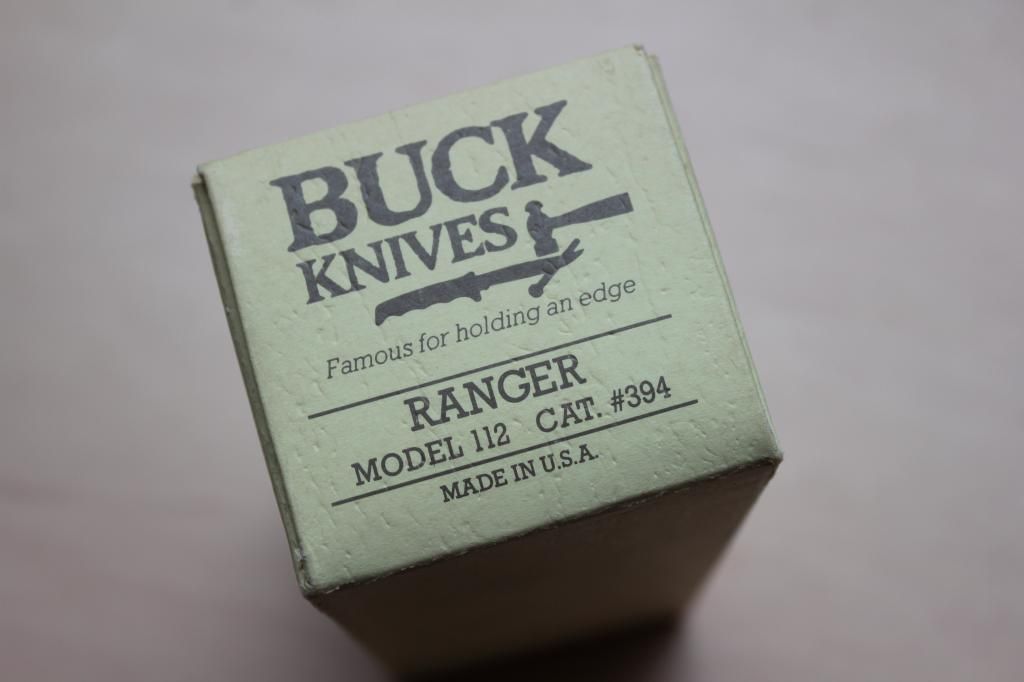 BUCK
KNIVES
Famous for holding an edge
RANGER
MODEL 112 CAT. #394
MADE IN U.S.A.